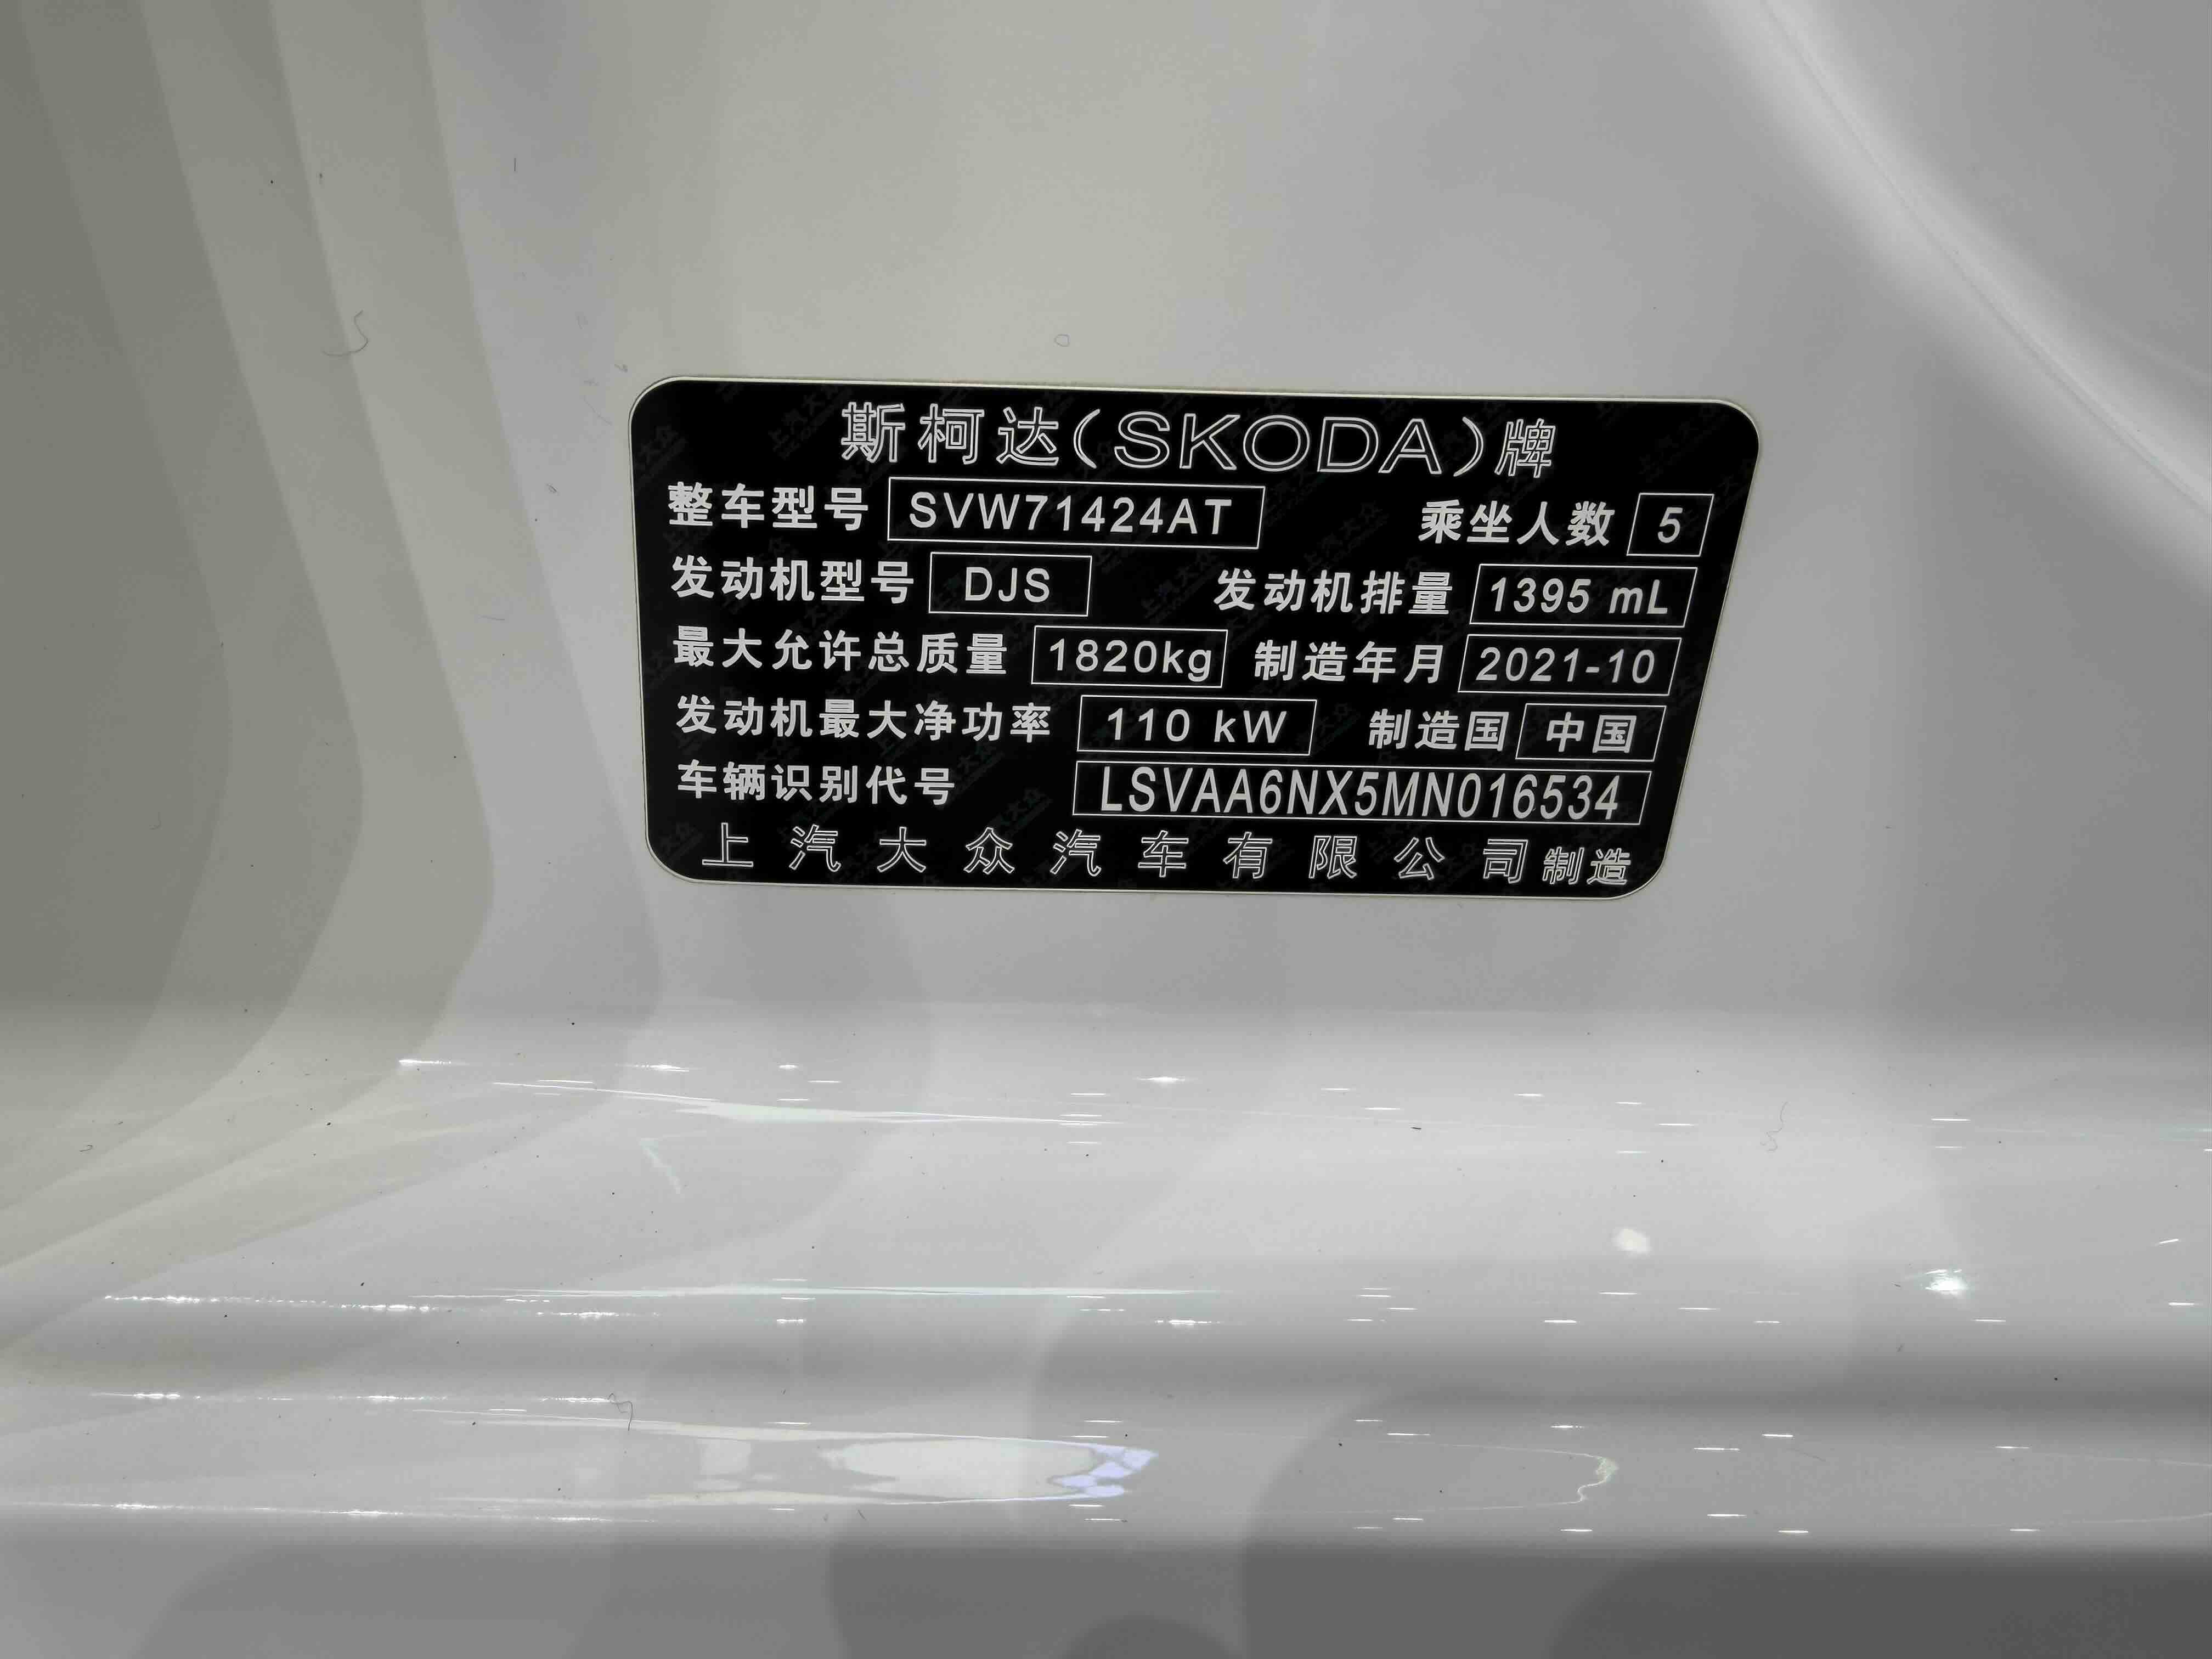 斯柯达(SKODA)牌
整车型号 SVW71424AT 乘坐人数 5
发动机型号 DJS 发动机排量 1395 mL
最大允许总质量 1820kg 制造年月 2021-10
发动机最大净功率 110 kW 制造国 中国
车辆识别代号 LSVAA6NX5MN016534
上汽大众汽车有限公司制造